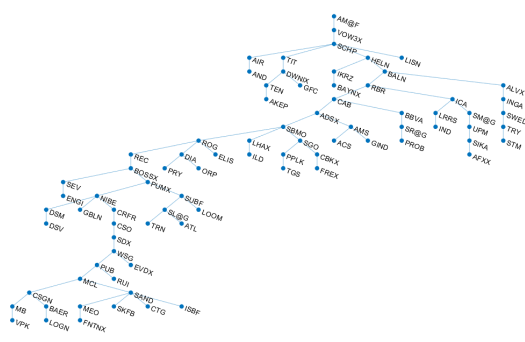 AM@F
VOW3X
SCHP
AIR
TIT
HELN
LISN
AND
DWNIX
IKRZ
BALN
TEN
GFC
BAYNX
RBR
ALVX
AKEP
CAB
ICA
INGA
ADSX
BBVA
LRRS
SM@G
SWED
SBMO
AMS
SR@G
IND
UPM
TRY
ROG
LHAX
SGO
ACS
GIND
PROB
SIKA
STM
REC
DIA
ELIS
ILD
PPLK
CBKX
AFXX
BOSSX
PRY
ORP
TGS
FREX
SEV
PUMX
ENGI
NIBE
SUBF
DSM
GBLN
CRFR
SL@G
LOOM
DSV
CSO
TRN
ATL
SDX
WSG
PUB
EVDX
MCL
RUI
CSGN
SAND
MB
BAER
MEO
SKFB
CTG
ISBF
VPK
LOGN
FNTNX